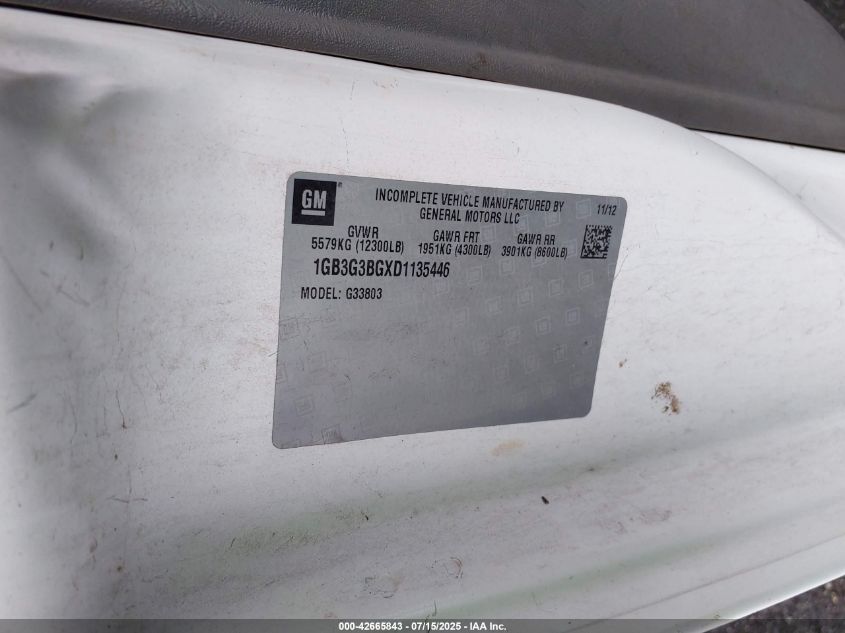 GM
INCOMPLETE VEHICLE MANUFACTURED BY
GENERAL MOTORS LLC
11/12
GVWR GAWR FRT GAWR RR
5579KG (12300LB) 1951KG (4300LB) 3901KG (8600LB)
1GB3G3BGXD1135446
MODEL: G33803
000-42665843 - 07/15/2025 - IAA Inc.